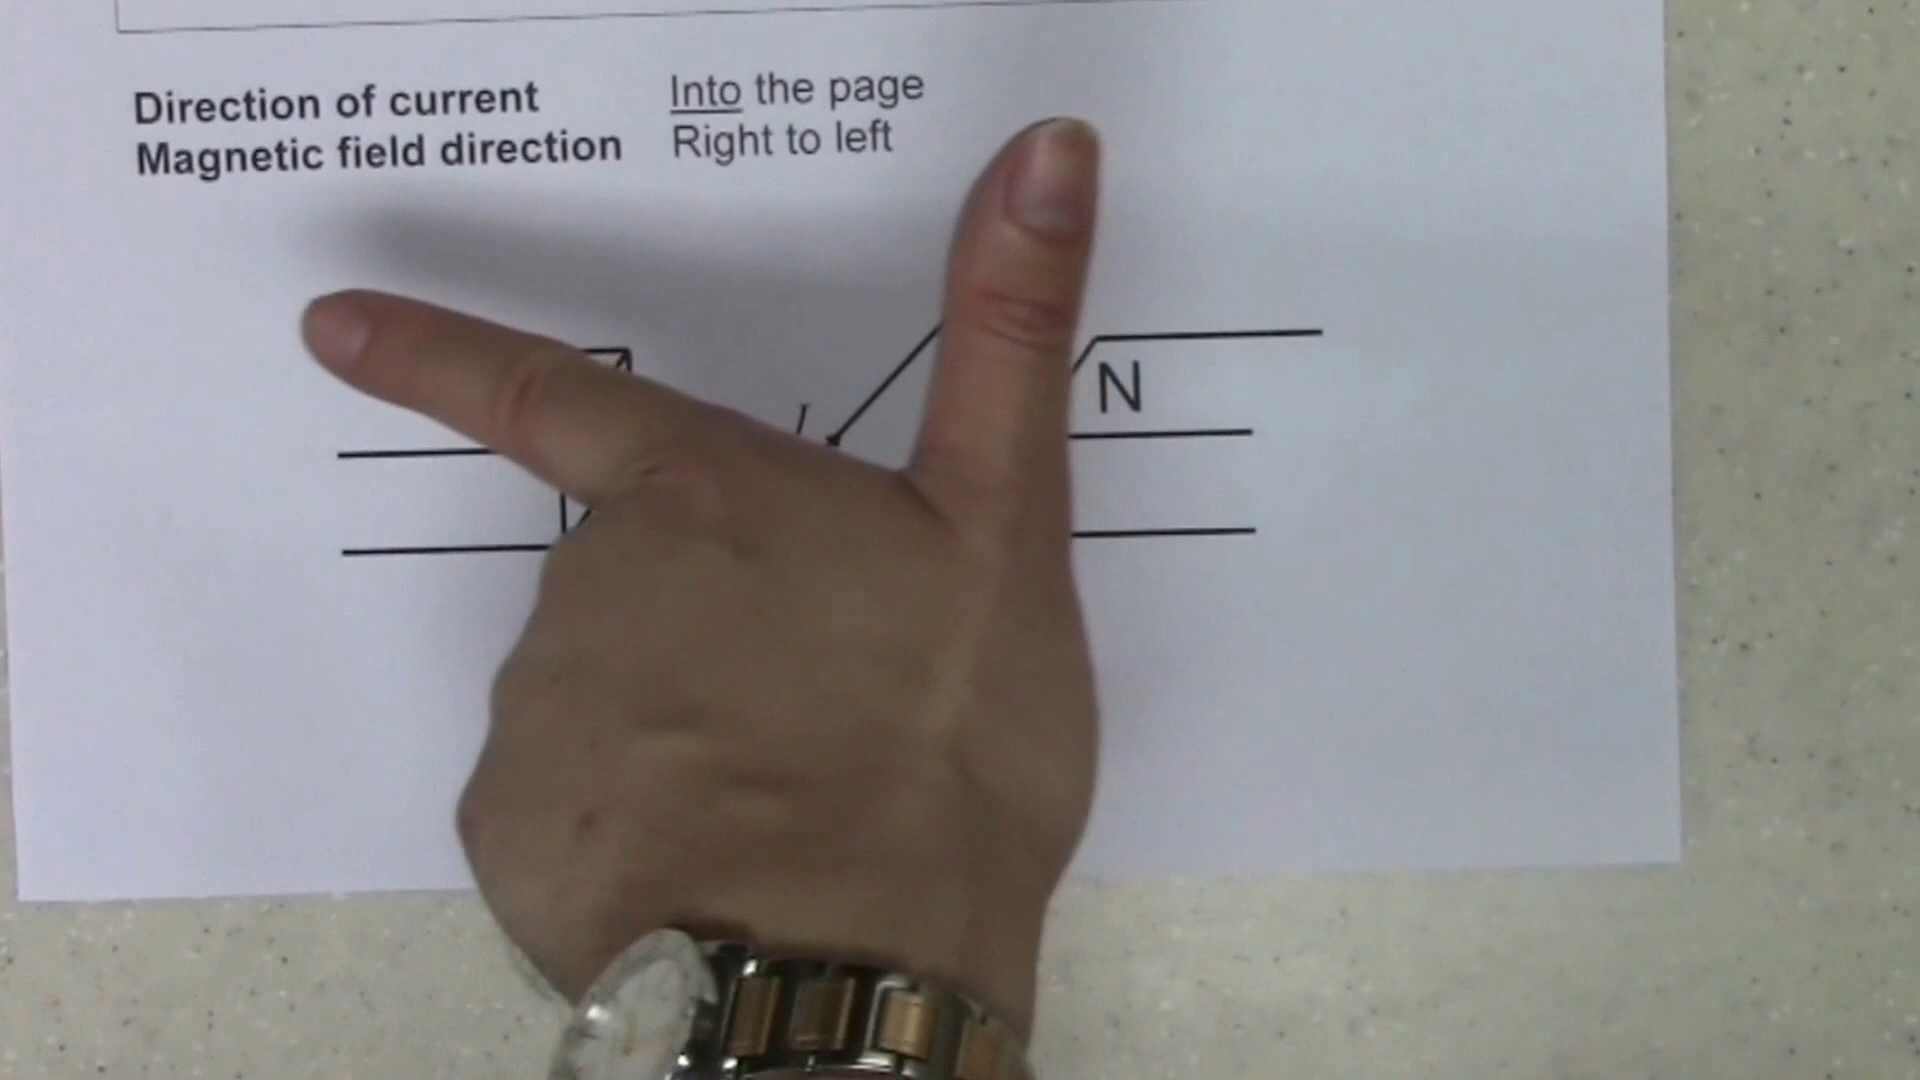 Direction of current Into the page
Magnetic field direction Right to left
I
N